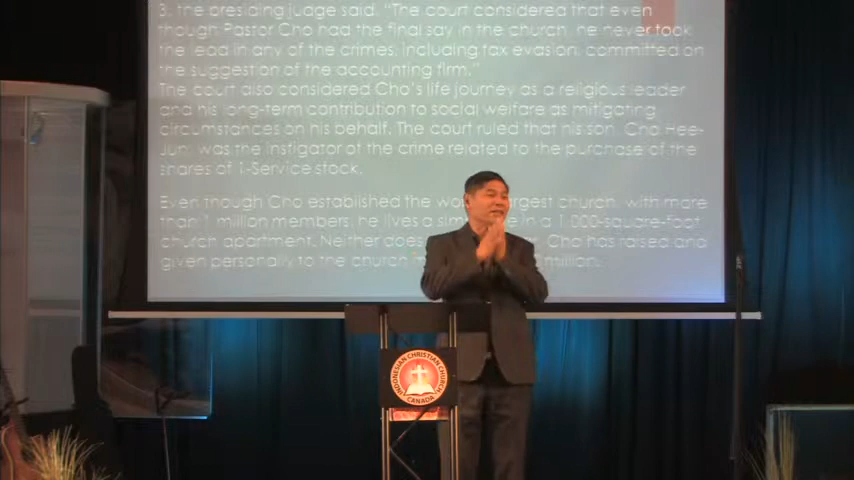 3. the presiding judge said, "The court considered that even
though Pastor Cho had the final say in the church, he never took
the lead in any of the crimes, including tax evasion, committed on
the suggestion of the accounting firm."
The court also considered Cho's life journey as a religious leader
and his long-term contribution to social welfare as mitigating
circumstances on his behalf. The court ruled that his son, Cho Hee-
Jun, was the instigator of the crime related to the purchase of the
shares of I-Service stock.
Even though Cho established the largest church, with more
than 1 million members, he lives a in a 1,000-square-foot
church apartment. Neither does Cho has raised and
given personally to the church million.
INDONESIAN CHRISTIAN CHURCH
CANADA